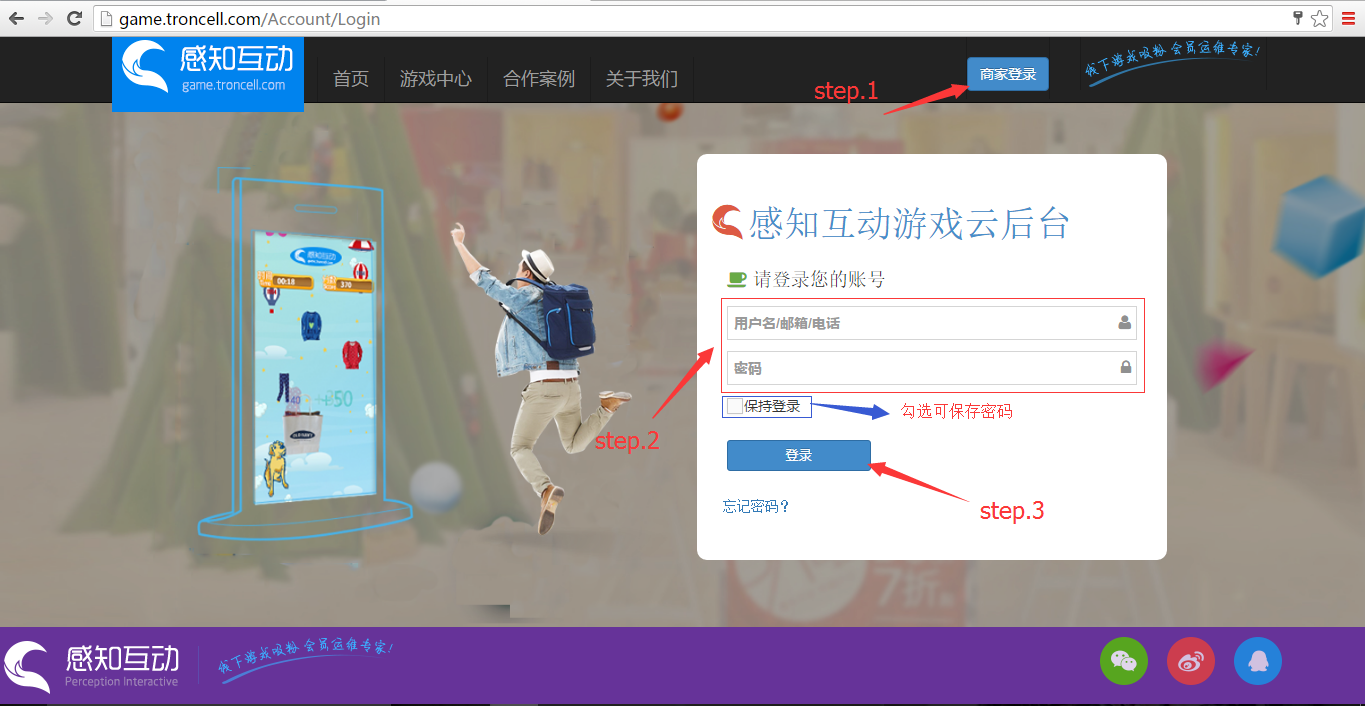 game.troncell.com/Account/Login
感知互动
game.troncell.com
首页
游戏中心
合作案例
关于我们
商家登录
线下游戏吸粉 会员运维专家!
step.1
感知互动游戏云后台
请登录您的账号
用户名/邮箱/电话
密码
保持登录
勾选可保存密码
step.2
登录
step.3
忘记密码?
感知互动
00:18
370
+50
7折
感知互动
Perception Interactive
线下游戏吸粉 会员运维专家!